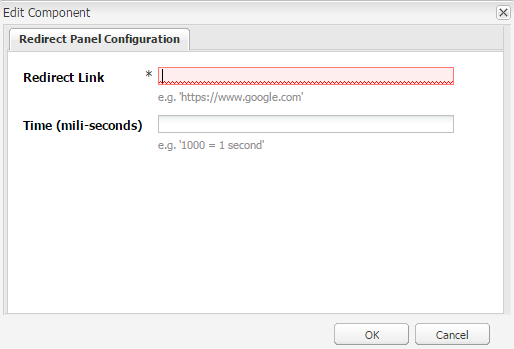 Edit Component
Redirect Panel Configuration
Redirect Link *
e.g. 'https://www.google.com'
Time (mili-seconds)
e.g. '1000 = 1 second'
OK Cancel